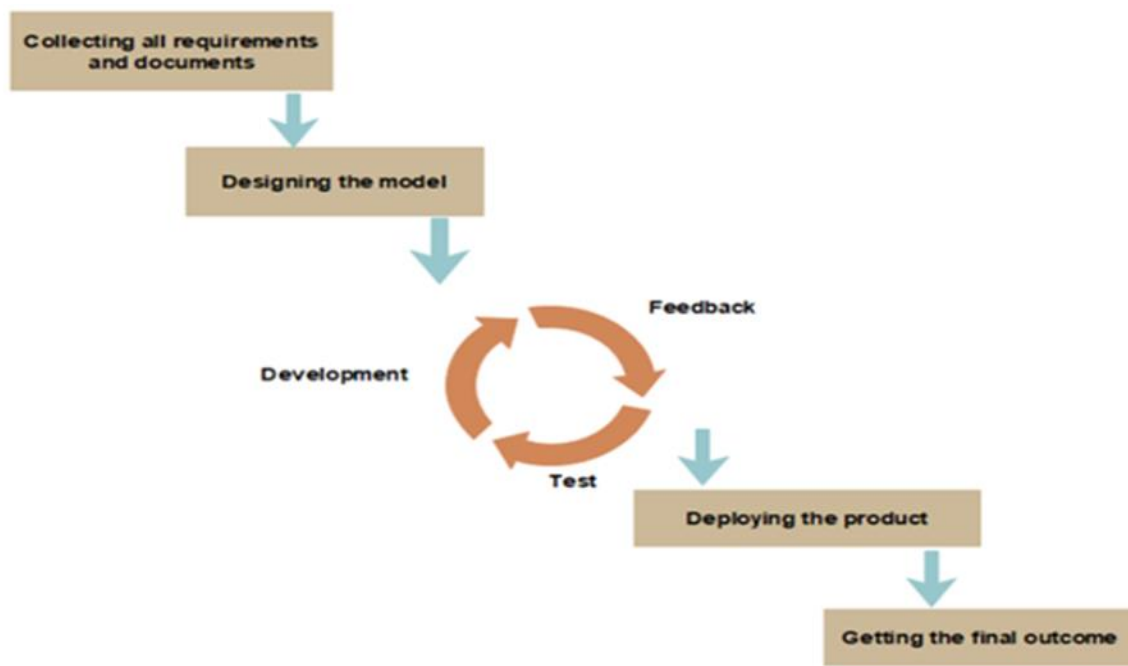 Collecting all requirements
and documents
Designing the model
Feedback
Development
Test
Deploying the product
Getting the final outcome